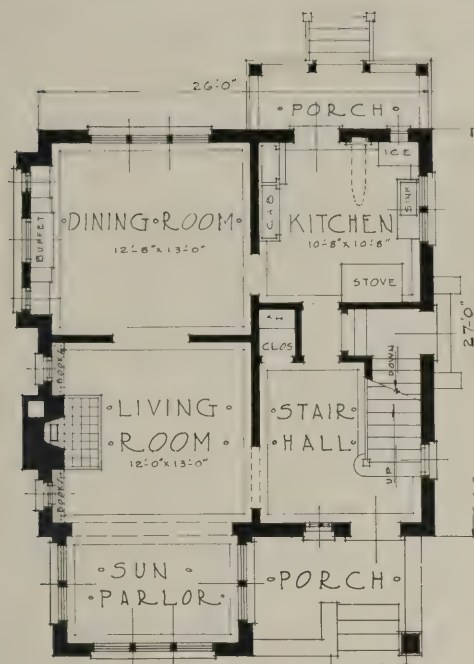 26'-0"
PORCH
ICE
BUFFET
DINING·ROOM
12'-8" x 13'-0"
CAB
KITCHEN
10'-8" x 10'-8"
SINK
STOVE
27'-0"
CLOS
DOWN
BOOKS
LIVING
ROOM
12'-0" x 13'-0"
STAIR
HALL
UP
BOOKS
SUN
PARLOR
PORCH